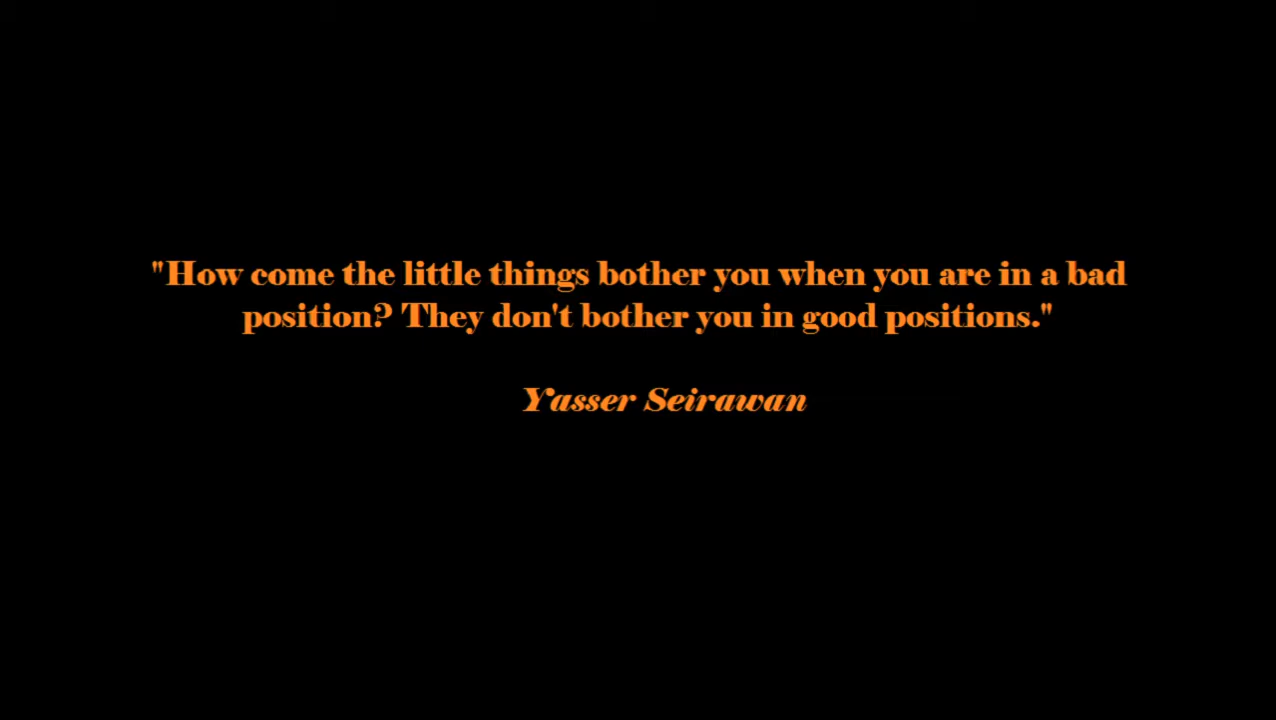 "How come the little things bother you when you are in a bad
position? They don't bother you in good positions."
Yasser Seirawan